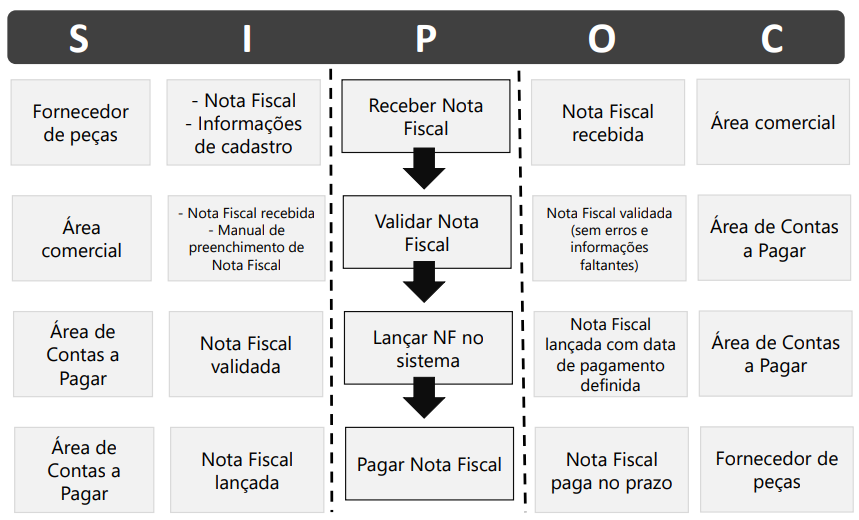 S I P O C
Fornecedor
de peças
- Nota Fiscal
- Informações
de cadastro
Receber Nota
Fiscal
Nota Fiscal
recebida
Área comercial
Área
comercial
- Nota Fiscal recebida
- Manual de
preenchimento de
Nota Fiscal
Validar Nota
Fiscal
Nota Fiscal validada
(sem erros e
informações
faltantes)
Área de Contas
a Pagar
Área de
Contas a
Pagar
Nota Fiscal
validada
Lançar NF no
sistema
Nota Fiscal
lançada com data
de pagamento
definida
Área de Contas
a Pagar
Área de
Contas a
Pagar
Nota Fiscal
lançada
Pagar Nota Fiscal
Nota Fiscal
paga no prazo
Fornecedor de
peças